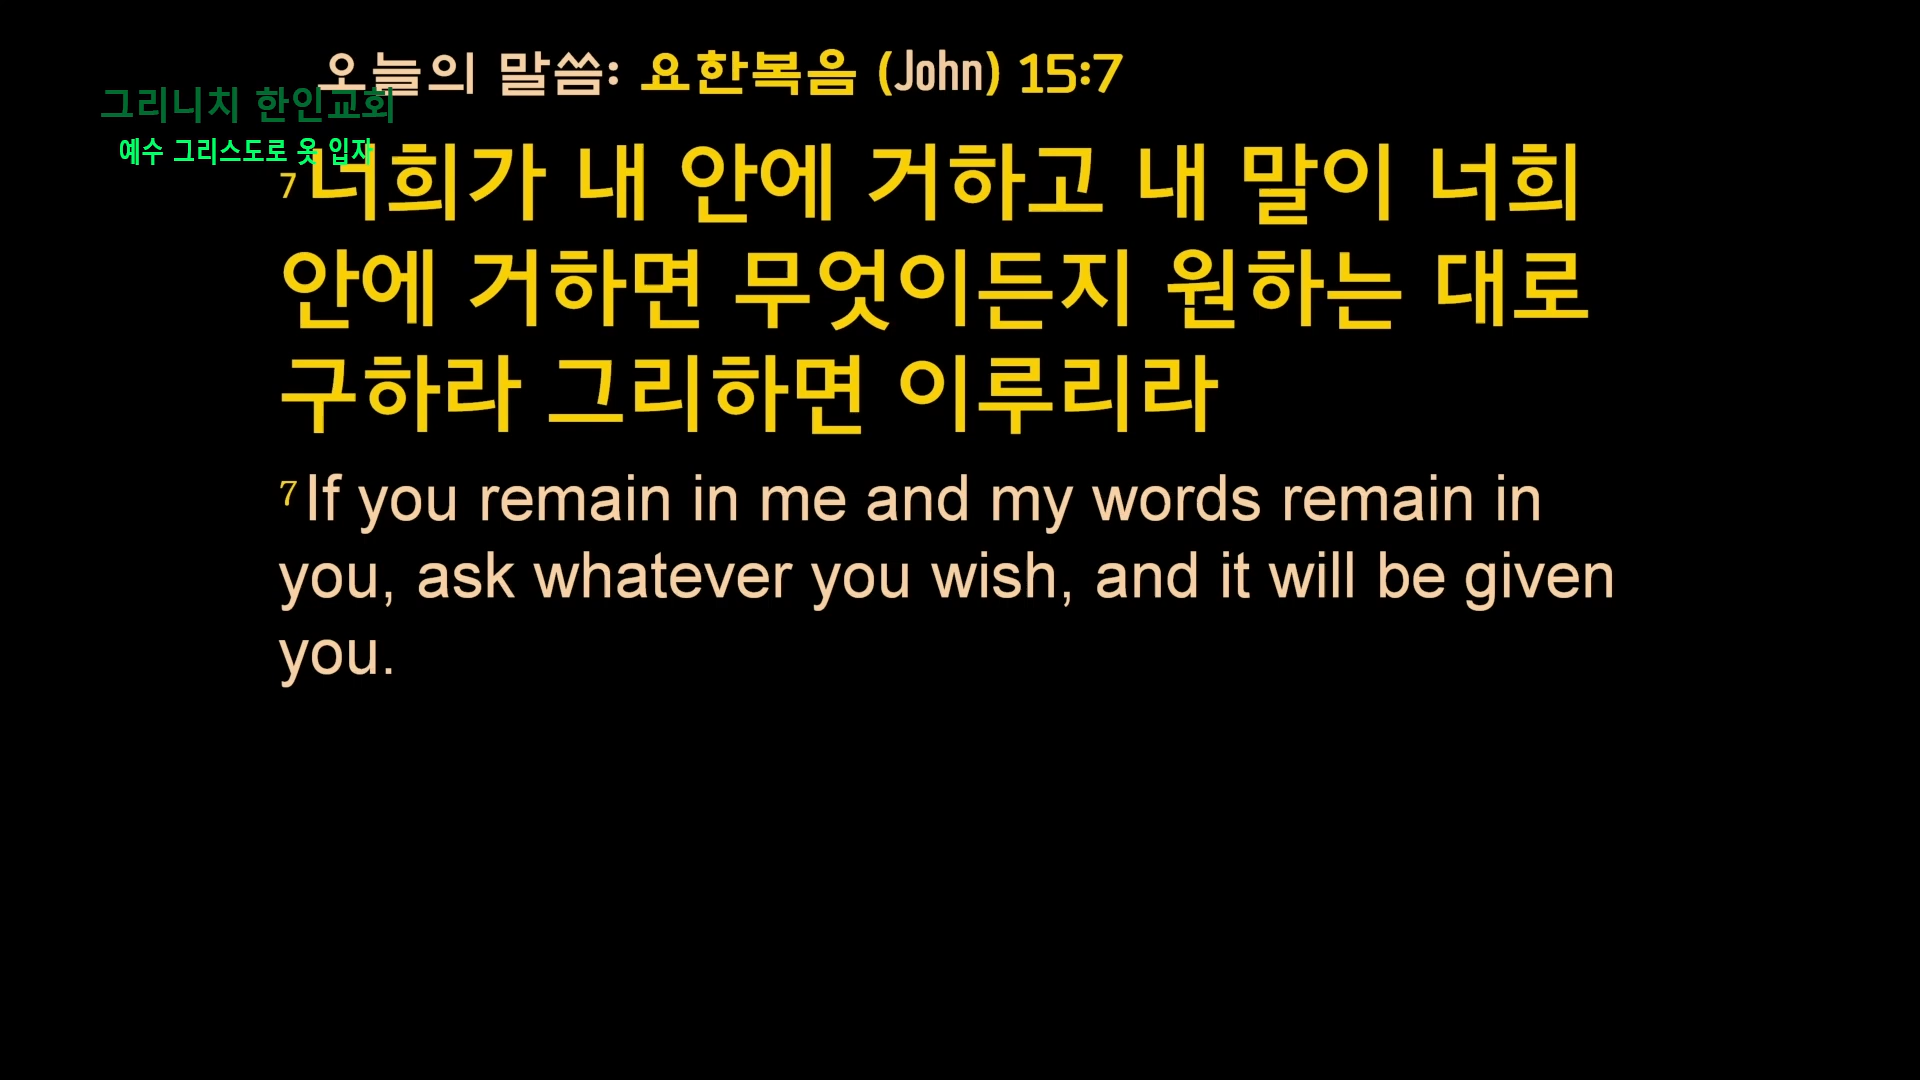 오늘의 말씀: 요한복음 (John) 15:7
그리니치 한인교회
예수 그리스도로 옷 입자
7 너희가 내 안에 거하고 내 말이 너희
안에 거하면 무엇이든지 원하는 대로
구하라 그리하면 이루리라
7 If you remain in me and my words remain in
you, ask whatever you wish, and it will be given
you.